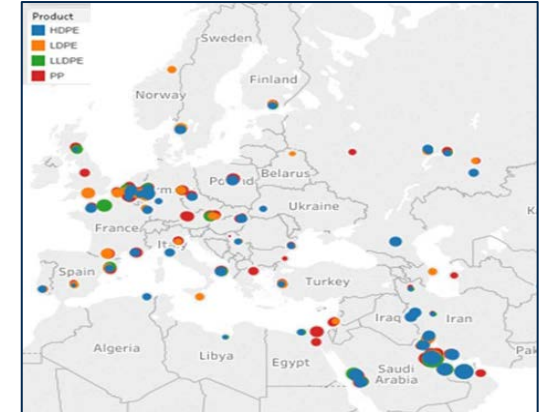 Product
HDPE
LDPE
LLDPE
PP
Sweden
Finland
Norway
Belarus
Ukraine
France
Spain
Turkey
Iraq
Iran
Algeria
Libya
Egypt
Saudi
Arabia